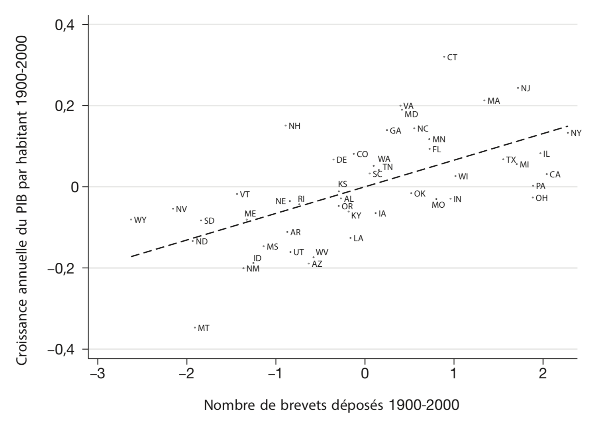 Croissance annuelle du PIB par habitant 1900-2000
0,4
CT
NJ
MA
0,2
VA
MD
NH
GA
NC
NY
MN
FL
CO
IL
DE
WA
TX
MI
TN
SC
WI
CA
0
KS
PA
VT
OK
NE
RI
AL
MO
IN
OH
OR
NV
ME
KY
IA
WY
SD
AR
LA
ND
MS
UT
WV
−0,2
ID
NM
AZ
MT
−0,4
−3
−2
−1
0
1
2
Nombre de brevets déposés 1900-2000